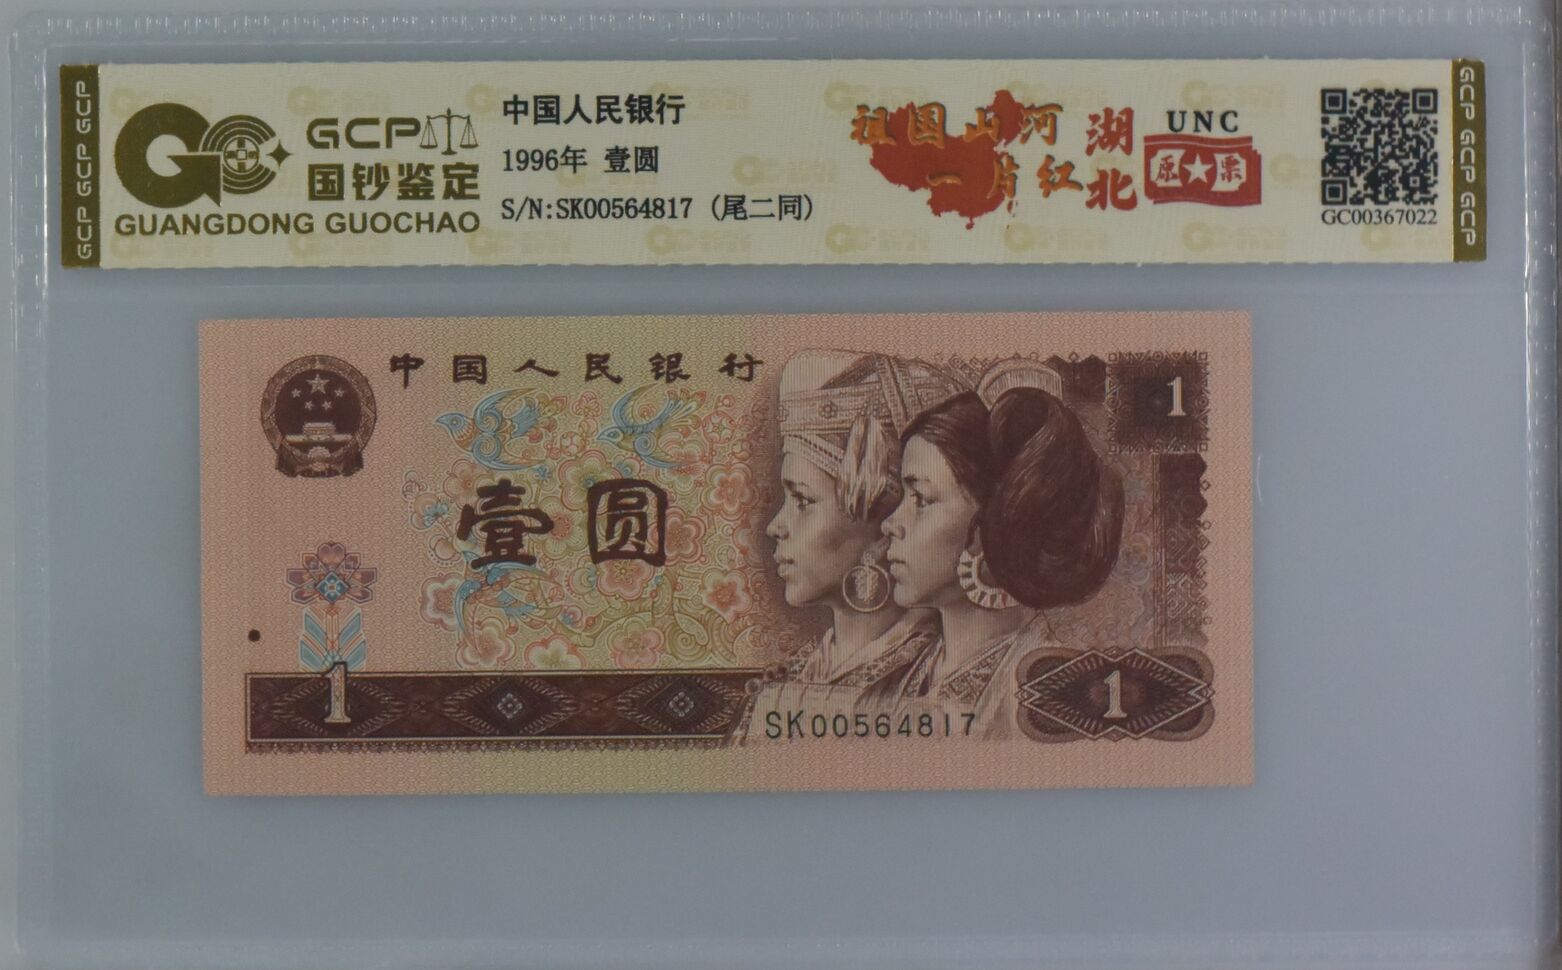 GCP GCP GCP
GCP
国钞鉴定
GUANGDONG GUOCHAO
中国人民银行
1996年 壹圆
S/N:SK00564817 (尾二同)
祖国山河
一片红
湖北
UNC
原★票
GC00367022
GCP GCP GCP
中国人民银行
1
壹圆
1
1
SK00564817